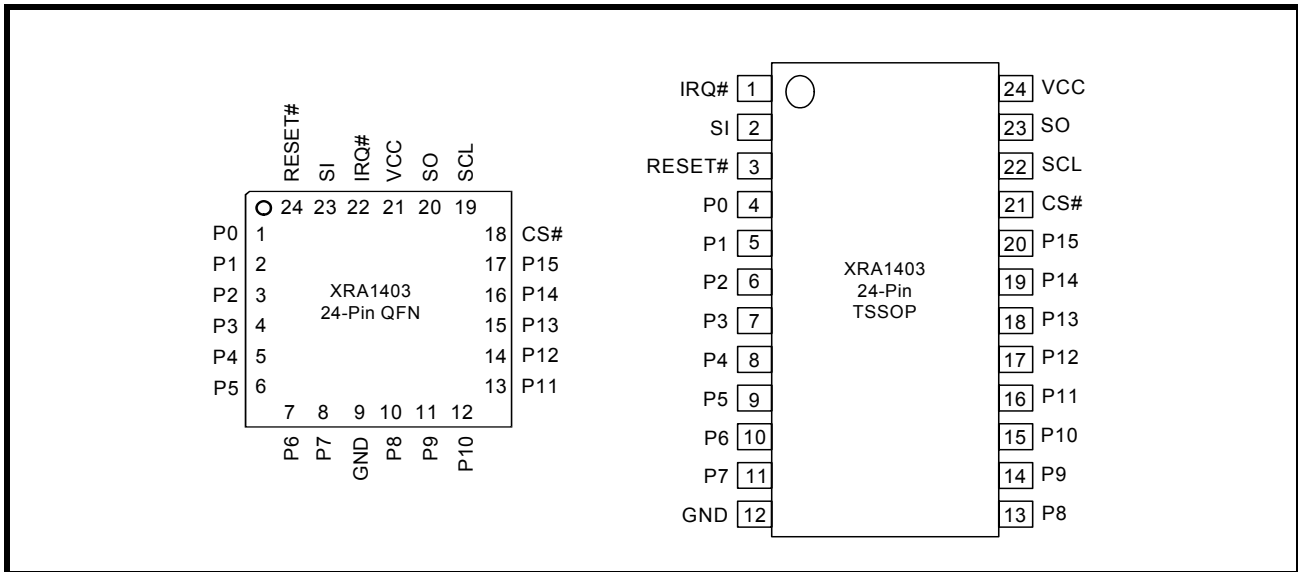 RESET# SI IRQ# VCC SO SCL
24 23 22 21 20 19
P0 1 18 CS#
P1 2 17 P15
P2 3 16 P14
P3 4 15 P13
P4 5 14 P12
P5 6 13 P11
XRA1403
24-Pin QFN
7 8 9 10 11 12
P6 P7 GND P8 P9 P10
IRQ# 1 24 VCC
SI 2 23 SO
RESET# 3 22 SCL
P0 4 21 CS#
P1 5 20 P15
P2 6 19 P14
P3 7 18 P13
P4 8 17 P12
P5 9 16 P11
P6 10 15 P10
P7 11 14 P9
GND 12 13 P8
XRA1403
24-Pin
TSSOP